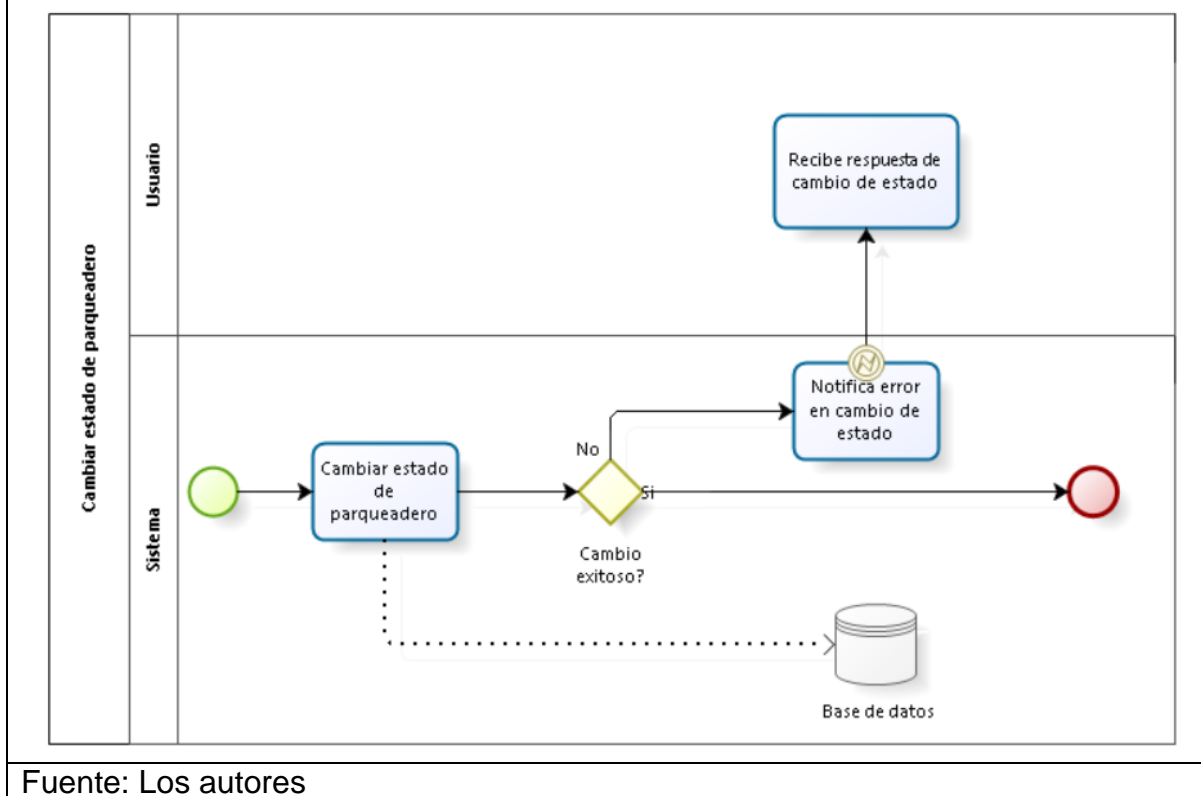 Cambiar estado de parqueadero
Usuario
Recibe respuesta de
cambio de estado
Sistema
Cambiar estado
de
parqueadero
No
Si
Cambio
exitoso?
Notifica error
en cambio de
estado
Base de datos
Fuente: Los autores